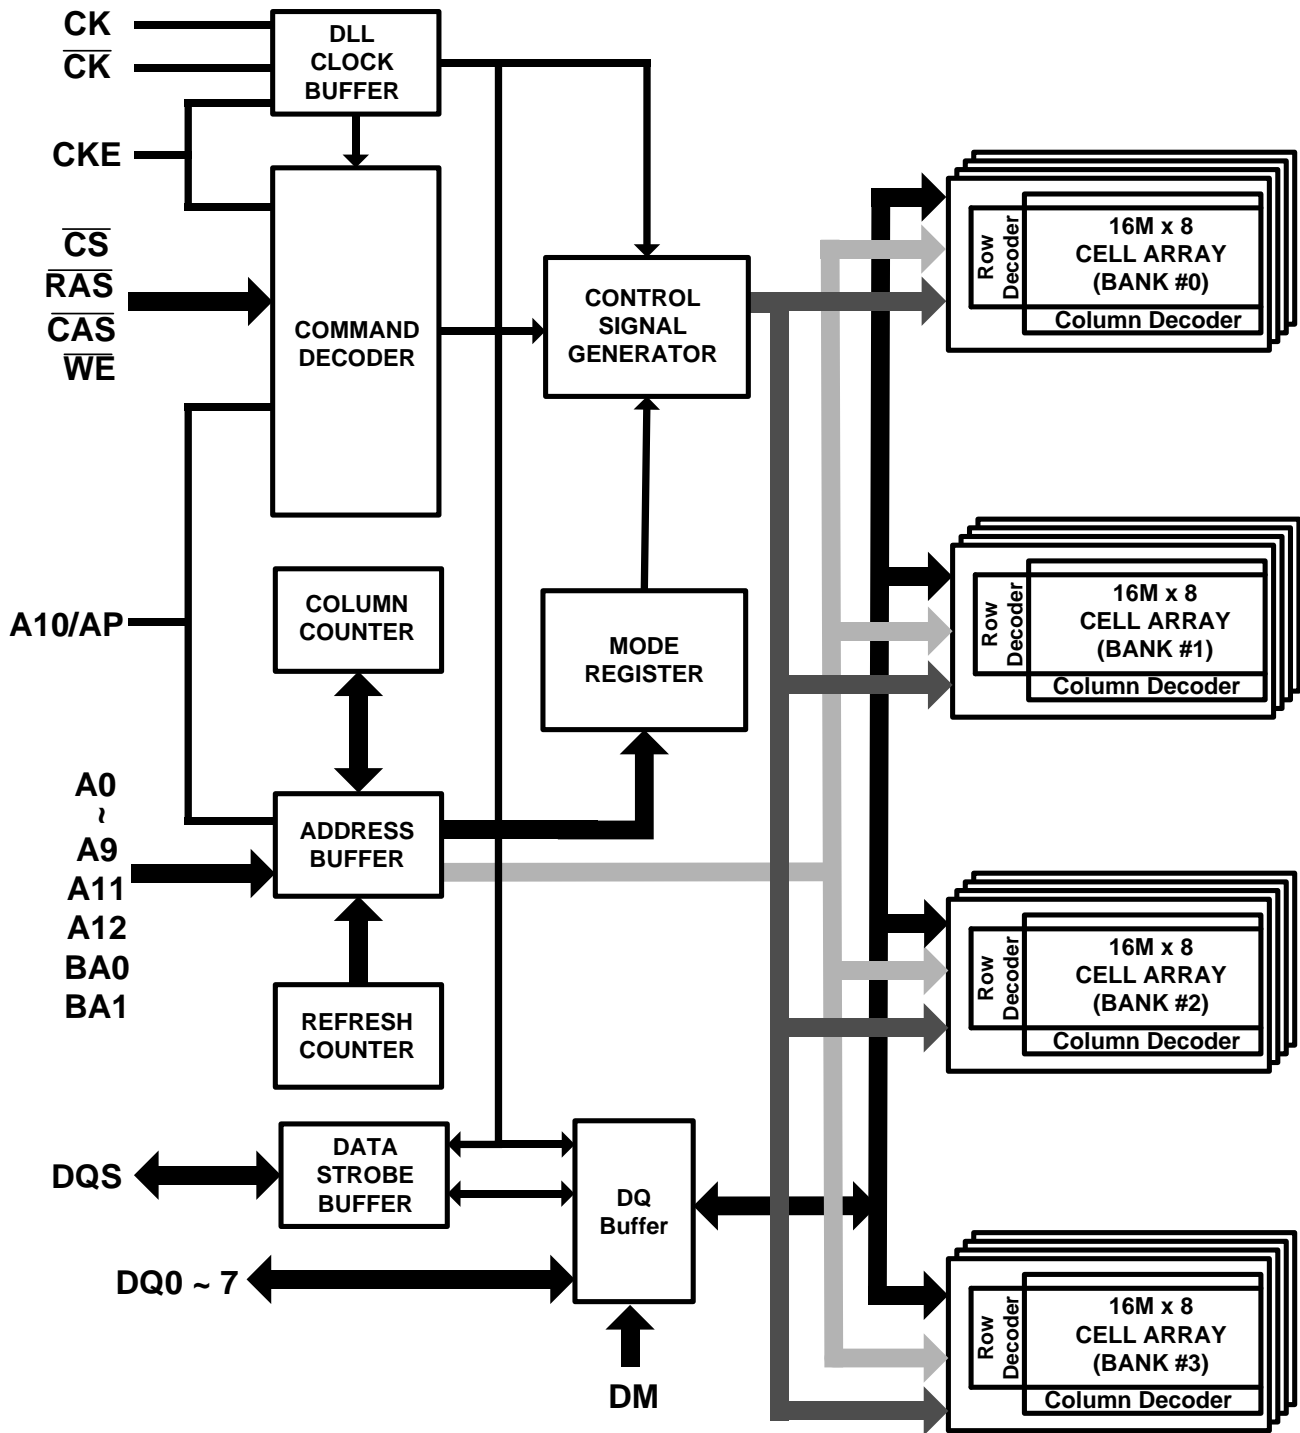 CK
CK
CKE
CS
RAS
CAS
WE
A10/AP
A0
~
A9
A11
A12
BA0
BA1
DQS
DQ0 ~ 7
DM
DLL
CLOCK
BUFFER
COMMAND
DECODER
CONTROL
SIGNAL
GENERATOR
COLUMN
COUNTER
MODE
REGISTER
ADDRESS
BUFFER
REFRESH
COUNTER
DATA
STROBE
BUFFER
DQ
Buffer
Row
Decoder
16M x 8
CELL ARRAY
(BANK #0)
Column Decoder
Row
Decoder
16M x 8
CELL ARRAY
(BANK #1)
Column Decoder
Row
Decoder
16M x 8
CELL ARRAY
(BANK #2)
Column Decoder
Row
Decoder
16M x 8
CELL ARRAY
(BANK #3)
Column Decoder